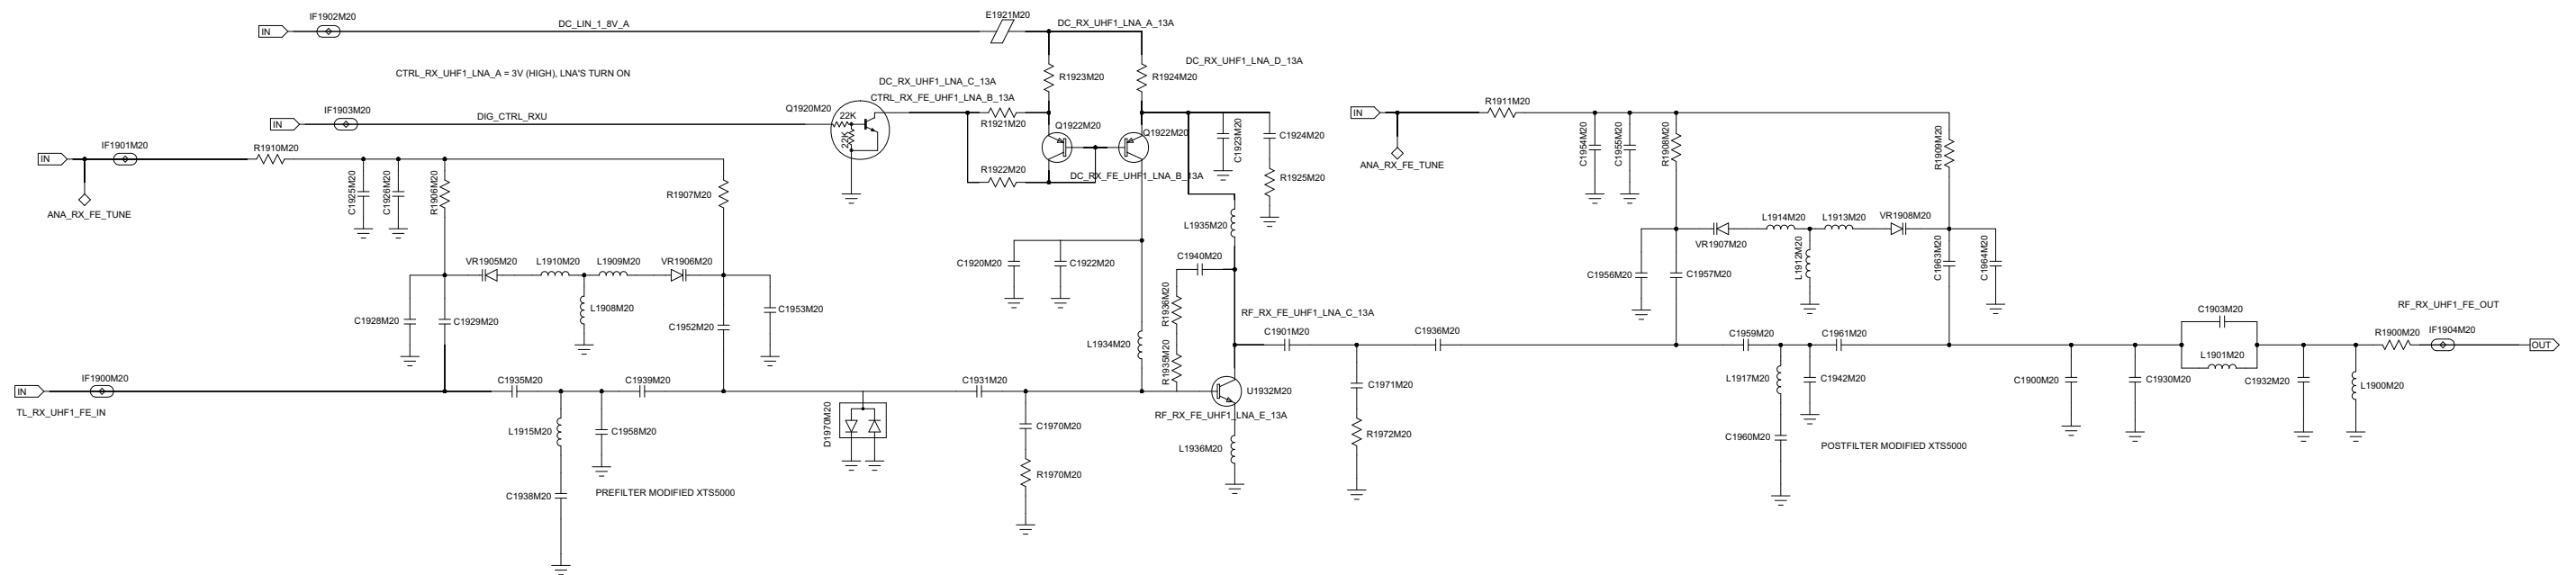 IF1902M20
DC_LIN_1_8V_A
E1921M20
DC_RX_UHF1_LNA_A_13A
IN
CTRL_RX_UHF1_LNA_A = 3V (HIGH), LNA'S TURN ON
DC_RX_UHF1_LNA_C_13A
R1923M20
R1924M20
DC_RX_UHF1_LNA_D_13A
IF1903M20
Q1920M20
CTRL_RX_FE_UHF1_LNA_B_13A
IN
DIG_CTRL_RXU
22K
22K
R1921M20
Q1922M20
Q1922M20
C1923M20
C1924M20
IN
R1911M20
ANA_RX_FE_TUNE
C1954M20
C1955M20
R1908M20
R1909M20
IF1901M20
R1910M20
IN
ANA_RX_FE_TUNE
C1925M20
C1926M20
R1906M20
R1907M20
R1922M20
DC_RX_FE_UHF1_LNA_B_13A
R1925M20
L1935M20
VR1905M20
L1910M20
L1909M20
VR1906M20
L1908M20
C1928M20
C1929M20
C1952M20
C1953M20
C1920M20
C1922M20
C1940M20
R1936M20
R1935M20
L1934M20
VR1907M20
L1914M20
L1913M20
VR1908M20
L1912M20
C1956M20
C1957M20
C1963M20
C1964M20
RF_RX_FE_UHF1_LNA_C_13A
C1901M20
C1936M20
C1959M20
C1961M20
C1903M20
L1901M20
RF_RX_UHF1_FE_OUT
R1900M20
IF1904M20
OUT
IN
IF1900M20
TL_RX_UHF1_FE_IN
C1935M20
C1939M20
L1915M20
C1958M20
C1938M20
PREFILTER MODIFIED XTS5000
D1970M20
C1931M20
C1970M20
R1970M20
U1932M20
RF_RX_FE_UHF1_LNA_E_13A
L1936M20
C1971M20
R1972M20
L1917M20
C1942M20
C1960M20
POSTFILTER MODIFIED XTS5000
C1900M20
C1930M20
C1932M20
L1900M20